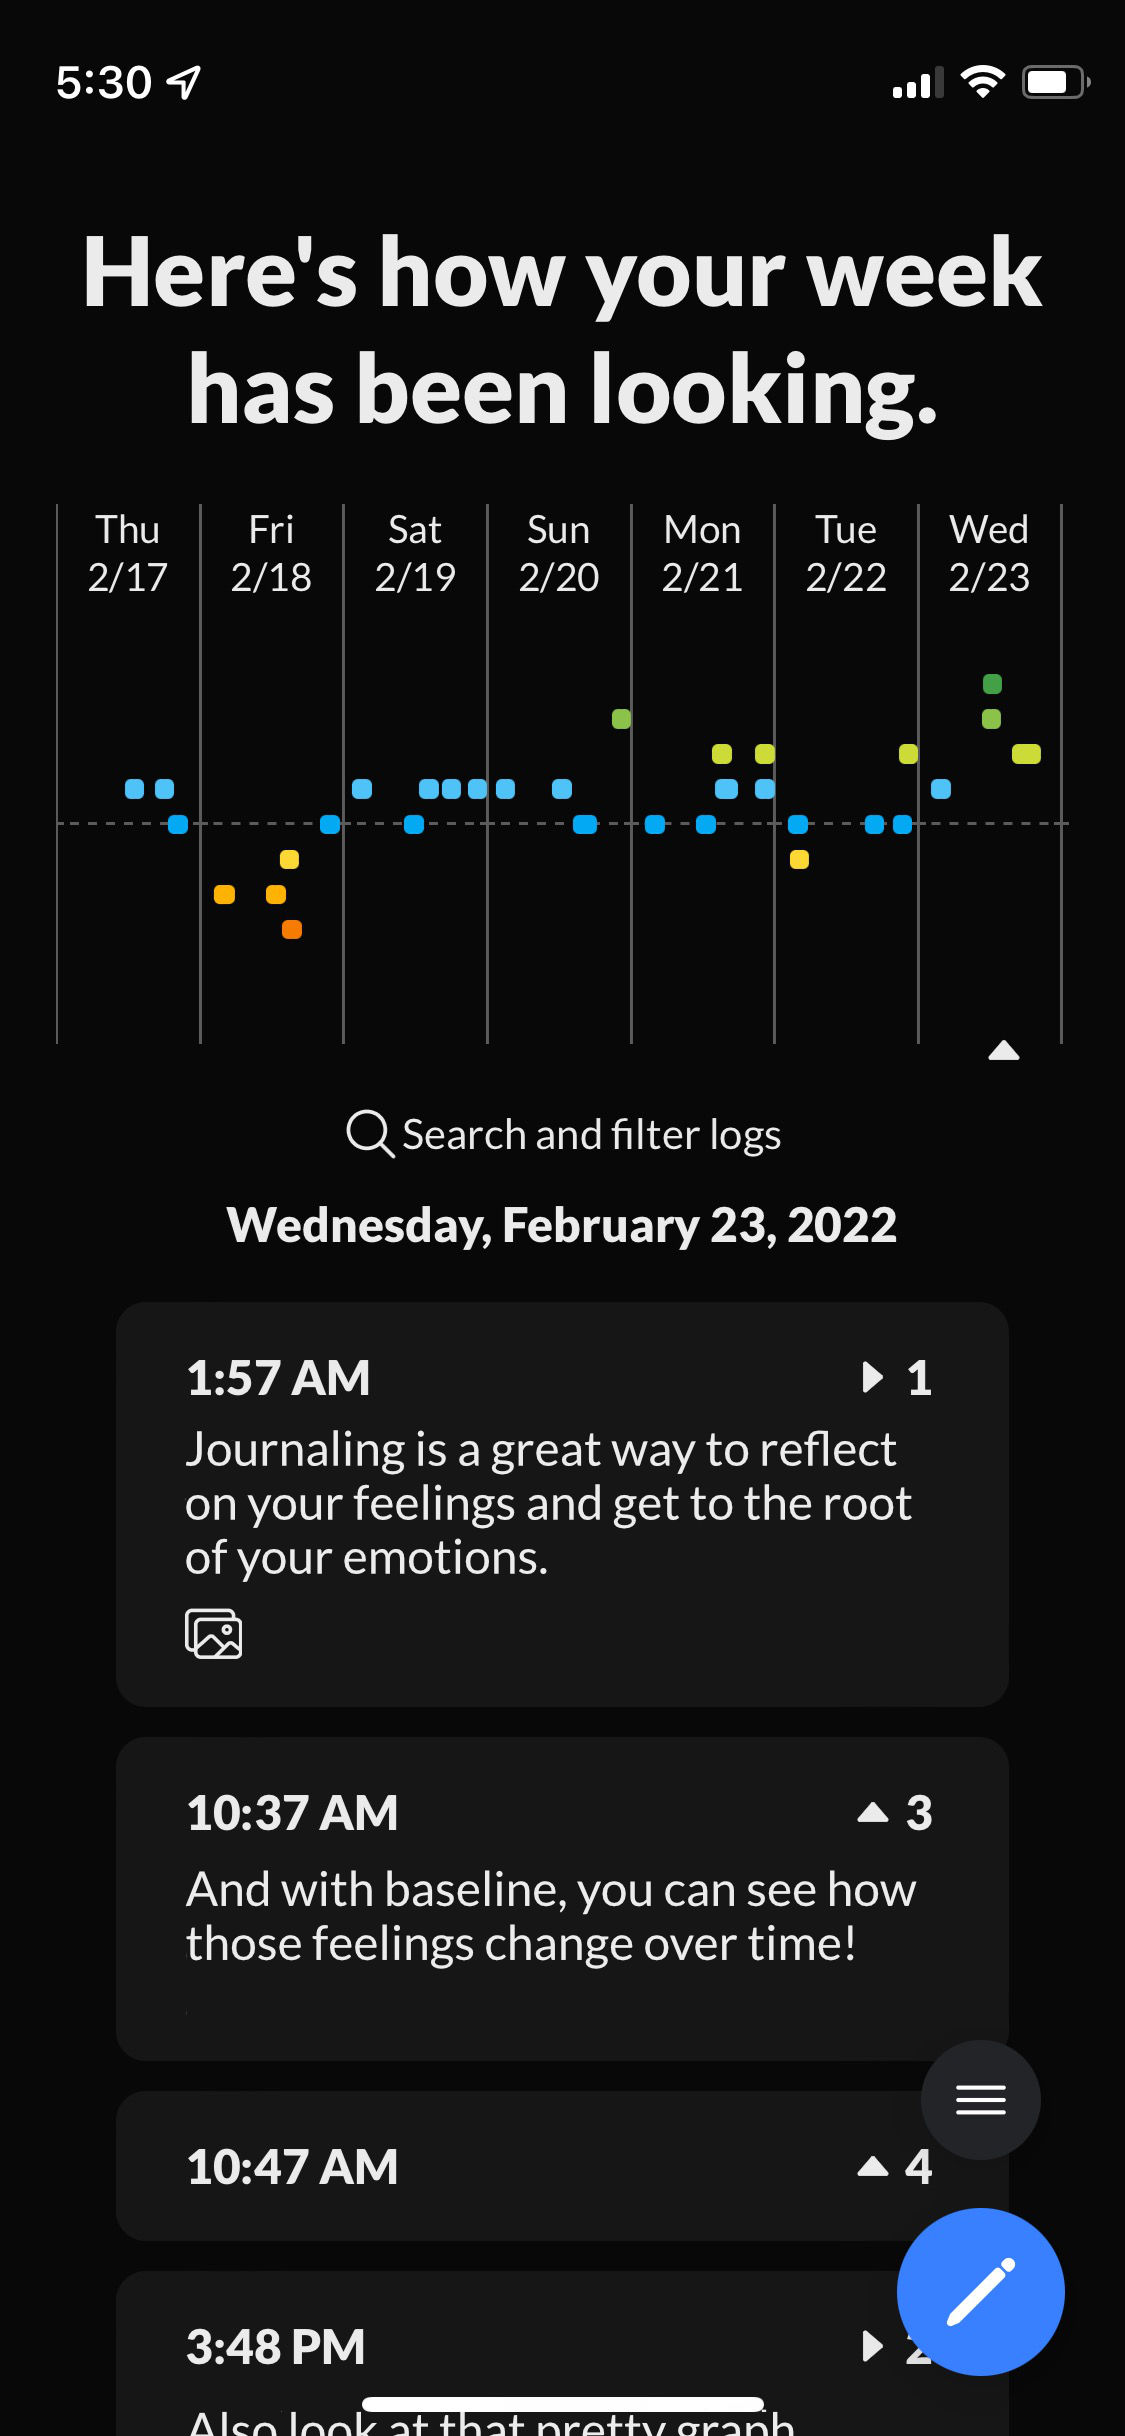 5:30
Here's how your week
has been looking.
Thu Fri Sat Sun Mon Tue Wed
2/17 2/18 2/19 2/20 2/21 2/22 2/23
Search and filter logs
Wednesday, February 23, 2022
1:57 AM 1
Journaling is a great way to reflect
on your feelings and get to the root
of your emotions.
10:37 AM 3
And with baseline, you can see how
those feelings change over time!
10:47 AM 4
3:48 PM 2
Also look at that pretty graph